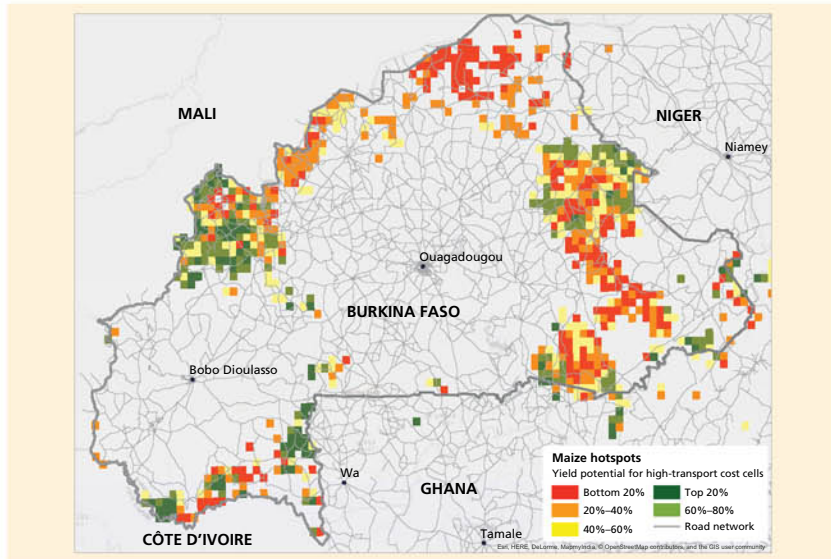 MALI
NIGER
Niamey
Ouagadougou
BURKINA FASO
Bobo Dioulasso
Wa
GHANA
CÔTE D'IVOIRE
Tamale
Maize hotspots
Yield potential for high-transport cost cells
Bottom 20%
Top 20%
20%–40%
60%–80%
40%–60%
Road network
Esri, HERE, DeLorme, MapmyIndia, © OpenStreetMap contributors, and the GIS user community